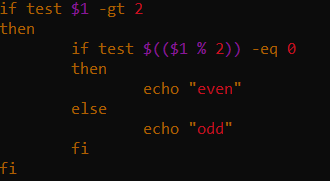 if test $1 -gt 2
then
        if test $(($1 % 2)) -eq 0
        then
                echo "even"
        else
                echo "odd"
        fi
fi